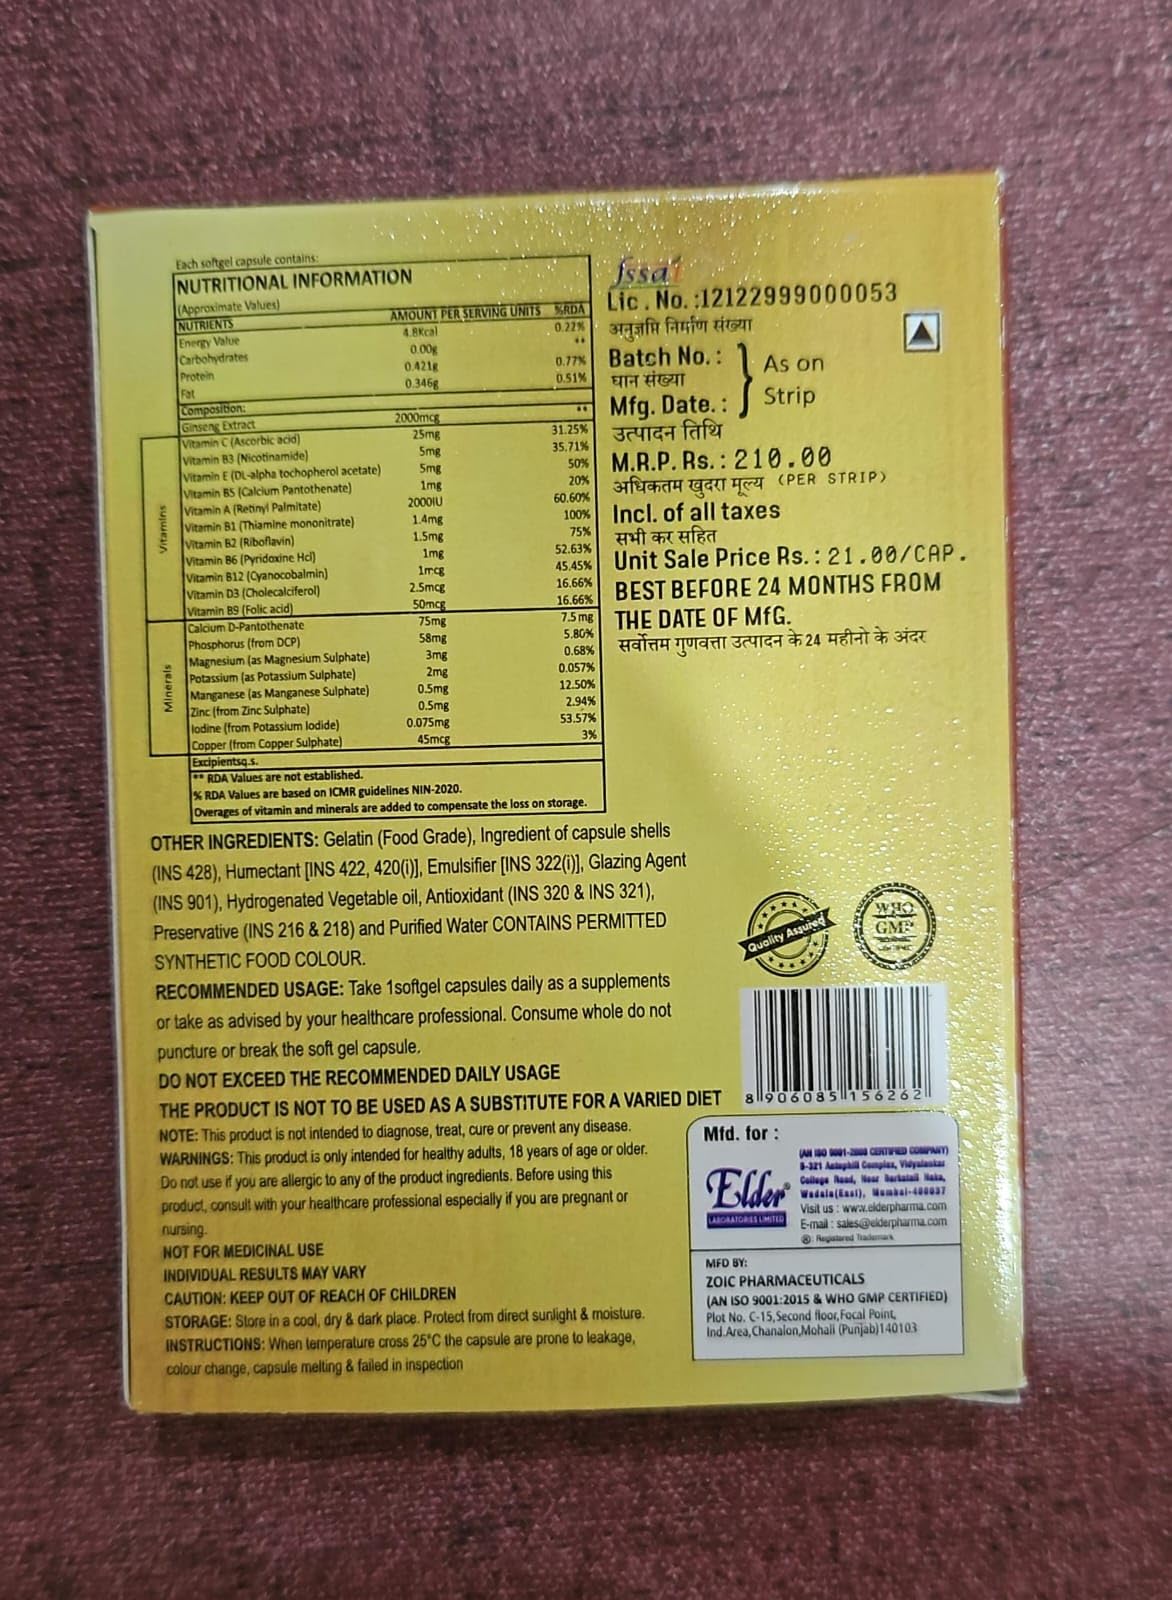 Each softgel capsule contains:
NUTRITIONAL INFORMATION
(Approximate Values)
NUTRIENTS AMOUNT PER SERVING UNITS %RDA
Energy Value 4.8Kcal 0.22%
Carbohydrates 0.00g **
Protein 0.421g 0.77%
Fat 0.346g 0.51%
Composition:
Ginseng Extract 2000mcg **
Vitamins
Vitamin C (Ascorbic acid) 25mg 31.25%
Vitamin B3 (Nicotinamide) 5mg 35.71%
Vitamin E (DL-alpha tochopherol acetate) 5mg 50%
Vitamin B5 (Calcium Pantothenate) 1mg 20%
Vitamin A (Retinyl Palmitate) 2000IU 60.60%
Vitamin B1 (Thiamine mononitrate) 1.4mg 100%
Vitamin B2 (Riboflavin) 1.5mg 75%
Vitamin B6 (Pyridoxine Hcl) 1mg 52.63%
Vitamin B12 (Cyanocobalmin) 1mcg 45.45%
Vitamin D3 (Cholecalciferol) 2.5mcg 16.66%
Vitamin B9 (Folic acid) 50mcg 16.66%
Minerals
Calcium D-Pantothenate 75mg 7.5 mg
Phosphorus (from DCP) 58mg 5.80%
Magnesium (as Magnesium Sulphate) 3mg 0.68%
Potassium (as Potassium Sulphate) 2mg 0.057%
Manganese (as Manganese Sulphate) 0.5mg 12.50%
Zinc (from Zinc Sulphate) 0.5mg 2.94%
Iodine (from Potassium Iodide) 0.075mg 53.57%
Copper (from Copper Sulphate) 45mcg 3%
Excipientsq.s.
** RDA Values are not established.
% RDA Values are based on ICMR guidelines NIN-2020.
Overages of vitamin and minerals are added to compensate the loss on storage.
OTHER INGREDIENTS: Gelatin (Food Grade), Ingredient of capsule shells
(INS 428), Humectant [INS 422, 420(i)], Emulsifier [INS 322(i)], Glazing Agent
(INS 901), Hydrogenated Vegetable oil, Antioxidant (INS 320 & INS 321),
Preservative (INS 216 & 218) and Purified Water CONTAINS PERMITTED
SYNTHETIC FOOD COLOUR.
RECOMMENDED USAGE: Take 1softgel capsules daily as a supplements
or take as advised by your healthcare professional. Consume whole do not
puncture or break the soft gel capsule.
DO NOT EXCEED THE RECOMMENDED DAILY USAGE
THE PRODUCT IS NOT TO BE USED AS A SUBSTITUTE FOR A VARIED DIET
NOTE: This product is not intended to diagnose, treat, cure or prevent any disease.
WARNINGS: This product is only intended for healthy adults, 18 years of age or older.
Do not use if you are allergic to any of the product ingredients. Before using this
product, consult with your healthcare professional especially if you are pregnant or
nursing.
NOT FOR MEDICINAL USE
INDIVIDUAL RESULTS MAY VARY
CAUTION: KEEP OUT OF REACH OF CHILDREN
STORAGE: Store in a cool, dry & dark place. Protect from direct sunlight & moisture.
INSTRUCTIONS: When temperature cross 25°C the capsule are prone to leakage,
colour change, capsule melting & failed in inspection
fssai
Lic. No.:12122999000053
अनुज्ञप्ति निर्माण संख्या
Batch No.:
घान संख्या
Mfg. Date.:
उत्पादन तिथि
As on
Strip
M.R.P. Rs.: 210.00
अधिकतम खुदरा मूल्य (PER STRIP)
Incl. of all taxes
सभी कर सहित
Unit Sale Price Rs.: 21.00/CAP.
BEST BEFORE 24 MONTHS FROM
THE DATE OF MfG.
सर्वोत्तम गुणवत्ता उत्पादन के 24 महीनो के अंदर
Quality Assured
WHO
GMP
8 906085 156262
Mfd. for :
Elder®
LABORATORIES LIMITED
(AN ISO 9001-2008 CERTIFIED COMPANY)
College Road, Near Barkatali Naka,
Wadala(East), Mumbai-400037
Visit us : www.elderpharma.com
E-mail : sales@elderpharma.com
®: Registered Trademark
MFD BY:
ZOIC PHARMACEUTICALS
(AN ISO 9001:2015 & WHO GMP CERTIFIED)
Plot No. C-15,Second floor,Focal Point,
Ind.Area,Chanalon,Mohali (Punjab)140103